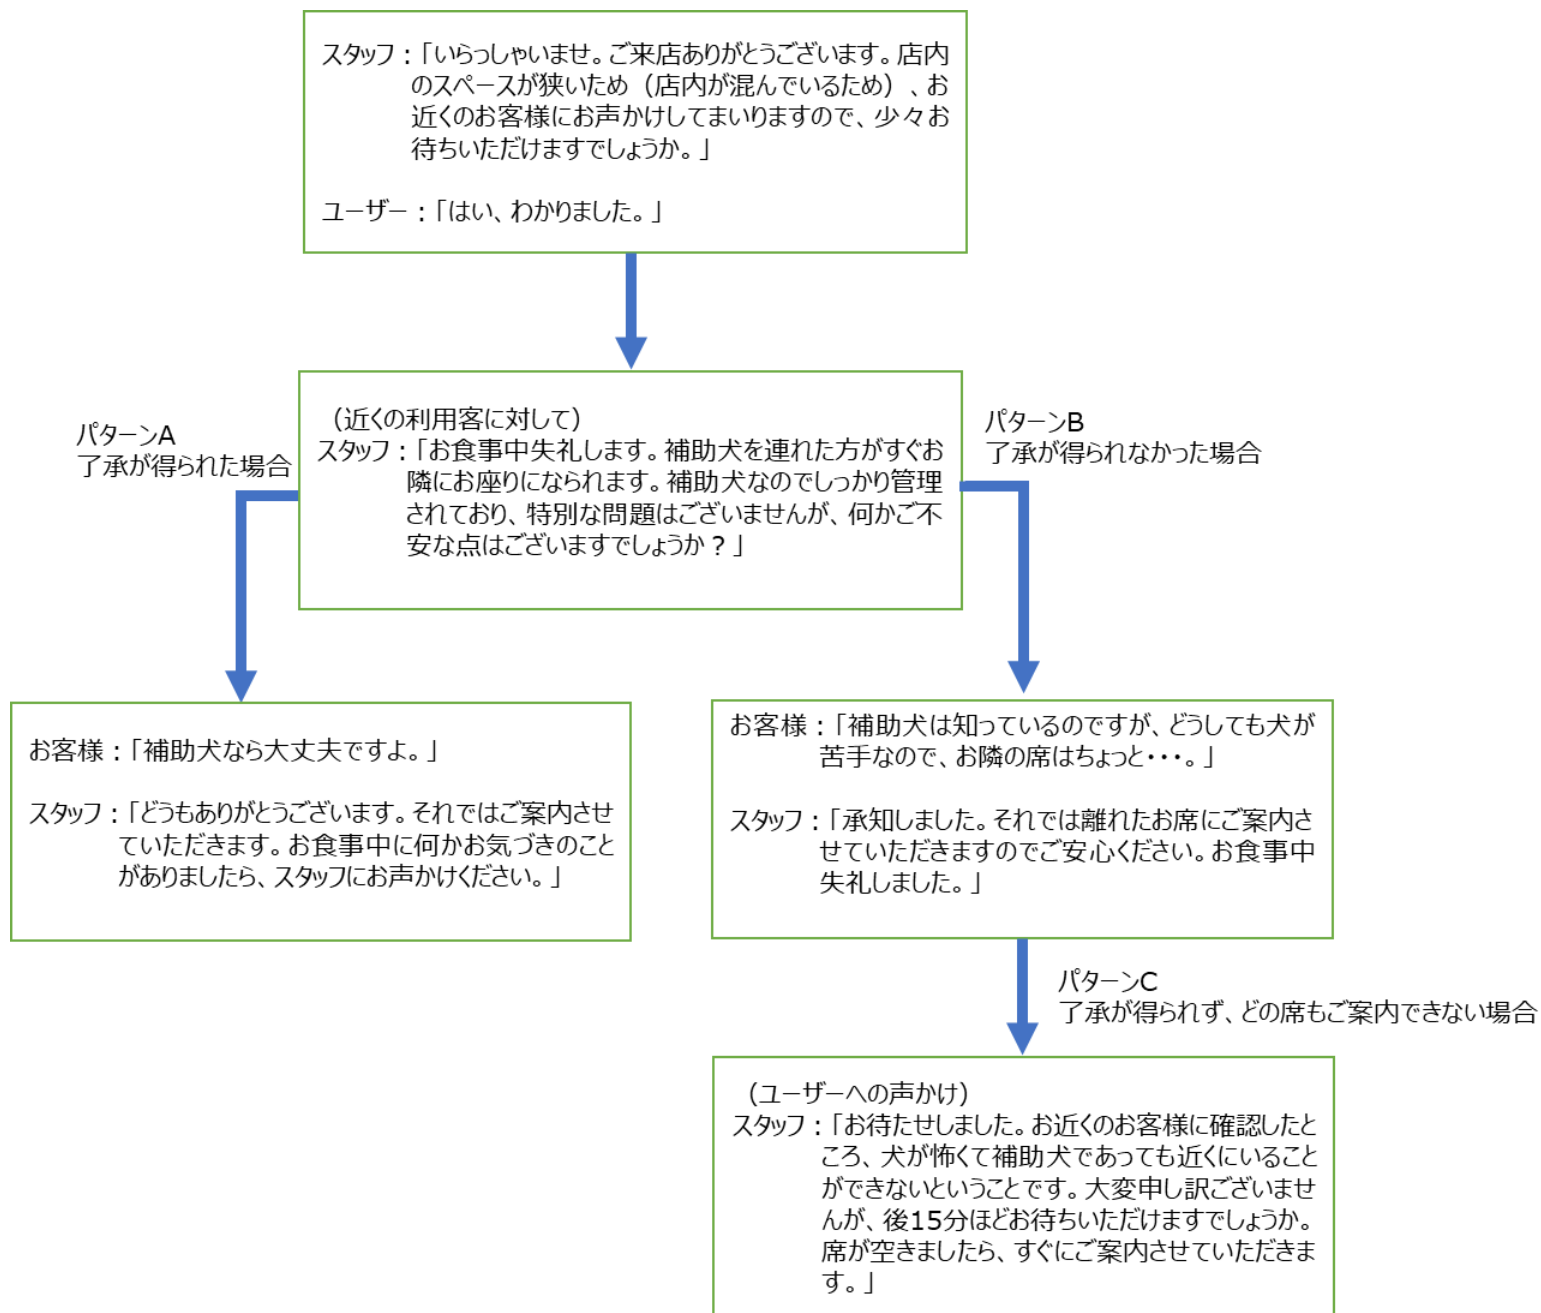 スタッフ：「いらっしゃいませ。ご来店ありがとうございます。店内
のスペースが狭いため（店内が混んでいるため）、お
近くのお客様にお声かけしてまいりますので、少々お
待ちいただけますでしょうか。」
ユーザー：「はい、わかりました。」
（近くの利用客に対して）
スタッフ：「お食事中失礼します。補助犬を連れた方がすぐお
隣にお座りになられます。補助犬なのでしっかり管理
されており、特別な問題はございませんが、何かご不
安な点はございますでしょうか？」
パターンA
了承が得られた場合
パターンB
了承が得られなかった場合
お客様：「補助犬なら大丈夫ですよ。」
スタッフ：「どうもありがとうございます。それではご案内させ
ていただきます。お食事中に何かお気づきのこと
がありましたら、スタッフにお声かけください。」
お客様：「補助犬は知っているのですが、どうしても犬が
苦手なので、お隣の席はちょっと・・・。」
スタッフ：「承知しました。それでは離れたお席にご案内さ
せていただきますのでご安心ください。お食事中
失礼しました。」
パターンC
了承が得られず、どの席もご案内できない場合
（ユーザーへの声かけ）
スタッフ：「お待たせしました。お近くのお客様に確認したと
ころ、犬が怖くて補助犬であっても近くにいること
ができないということです。大変申し訳ございませ
んが、後15分ほどお待ちいただけますでしょうか。
席が空きましたら、すぐにご案内させていただきま
す。」